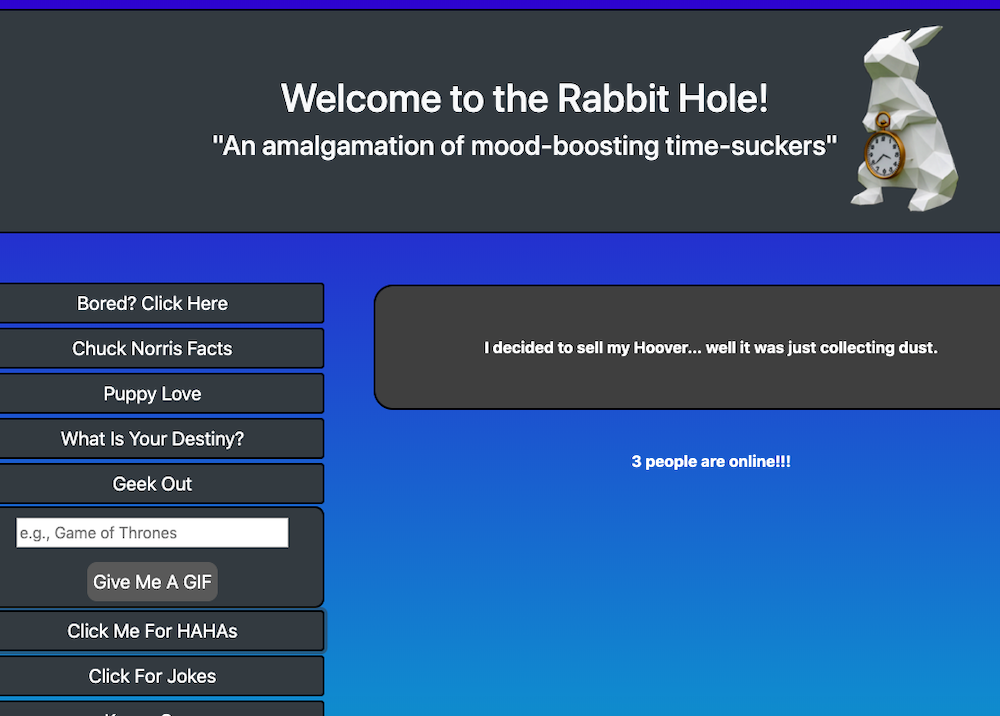 Welcome to the Rabbit Hole!
"An amalgamation of mood-boosting time-suckers"
Bored? Click Here
Chuck Norris Facts
Puppy Love
What Is Your Destiny?
Geek Out
e.g., Game of Thrones
Give Me A GIF
Click Me For HAHAs
Click For Jokes
I decided to sell my Hoover... well it was just collecting dust.
3 people are online!!!